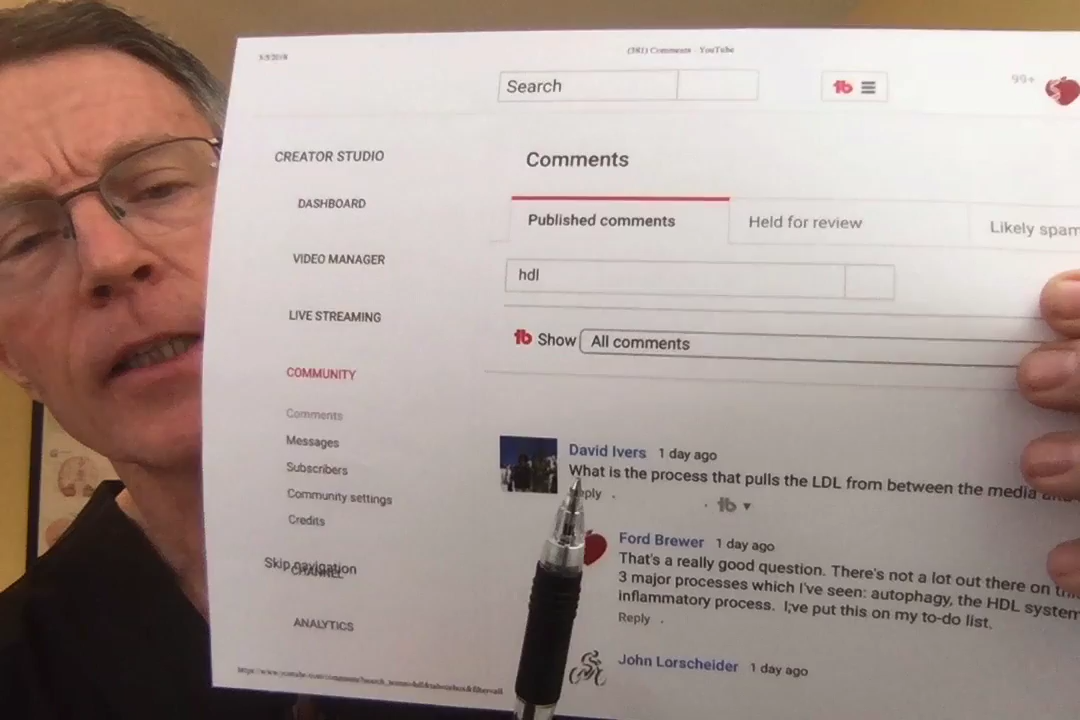 (381) Comments - YouTube
Search
99+
CREATOR STUDIO
Comments
DASHBOARD
Published comments
Held for review
Likely spam
VIDEO MANAGER
hdl
LIVE STREAMING
Show All comments
COMMUNITY
Comments
Messages
Subscribers
Community settings
Credits
David Ivers 1 day ago
What is the process that pulls the LDL from between the media
Ford Brewer 1 day ago
That's a really good question. There's not a lot out there on
3 major processes which I've seen: autophagy, the HDL system
inflammatory process. I;ve put this on my to-do list.
Reply .
Skip navigation
CHANNEL
John Lorscheider 1 day ago
ANALYTICS